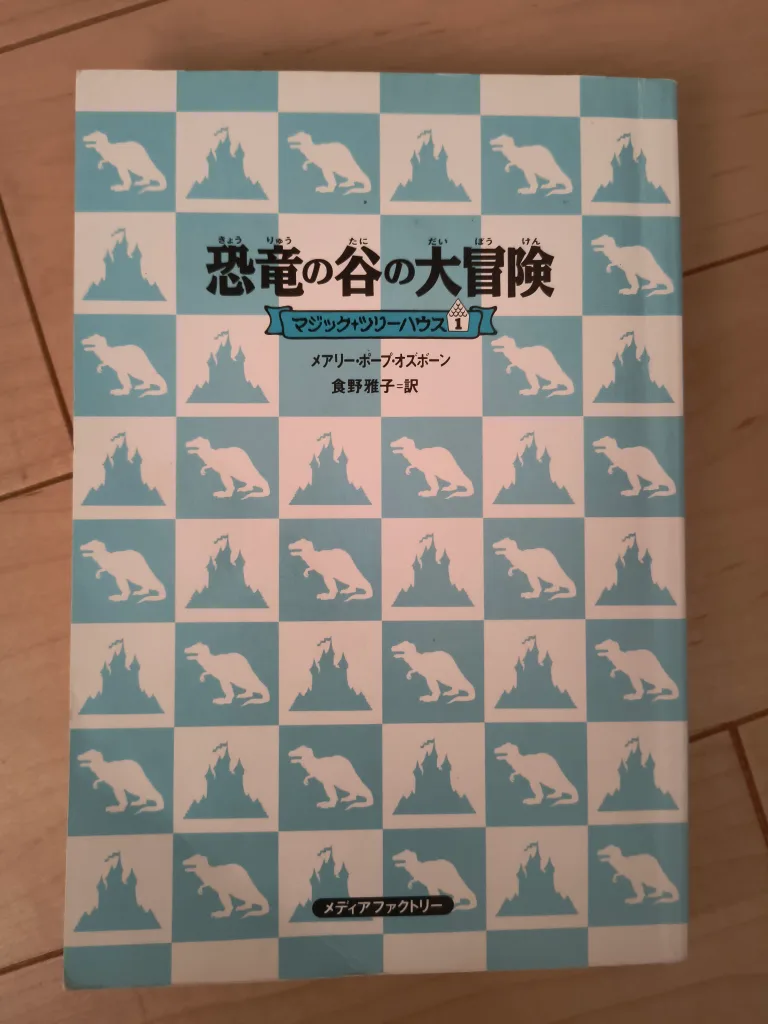 きょう りゅう たに だい ぼう けん
恐竜の谷の大冒険
マジック・ツリーハウス 1
メアリー・ポープ・オズボーン
食野雅子=訳
メディアファクトリー